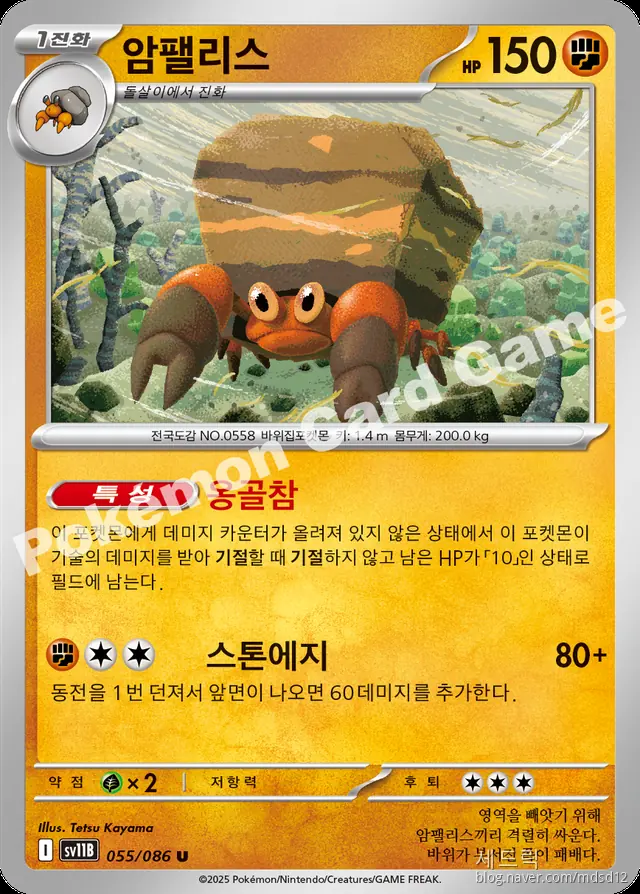 1진화
암팰리스
HP 150
돌살이에서 진화
전국도감 NO.0558 바위집포켓몬 키: 1.4 m 몸무게: 200.0 kg
특성 옹골참
이 포켓몬에게 데미지 카운터가 올려져 있지 않은 상태에서 이 포켓몬이
기술의 데미지를 받아 기절할 때 기절하지 않고 남은 HP가 「10」인 상태로
필드에 남는다.
스톤에지 80+
동전을 1번 던져서 앞면이 나오면 60데미지를 추가한다.
약점 ×2 저항력 후퇴
Illus. Tetsu Kayama
영역을 빼앗기 위해
암팰리스끼리 격렬히 싸운다.
바위가 부서진 쪽이 패배다.
I sv11B 055/086 U
©2025 Pokémon/Nintendo/Creatures/GAME FREAK.
Pokémon Card Game
blog.naver.com/mdsd12